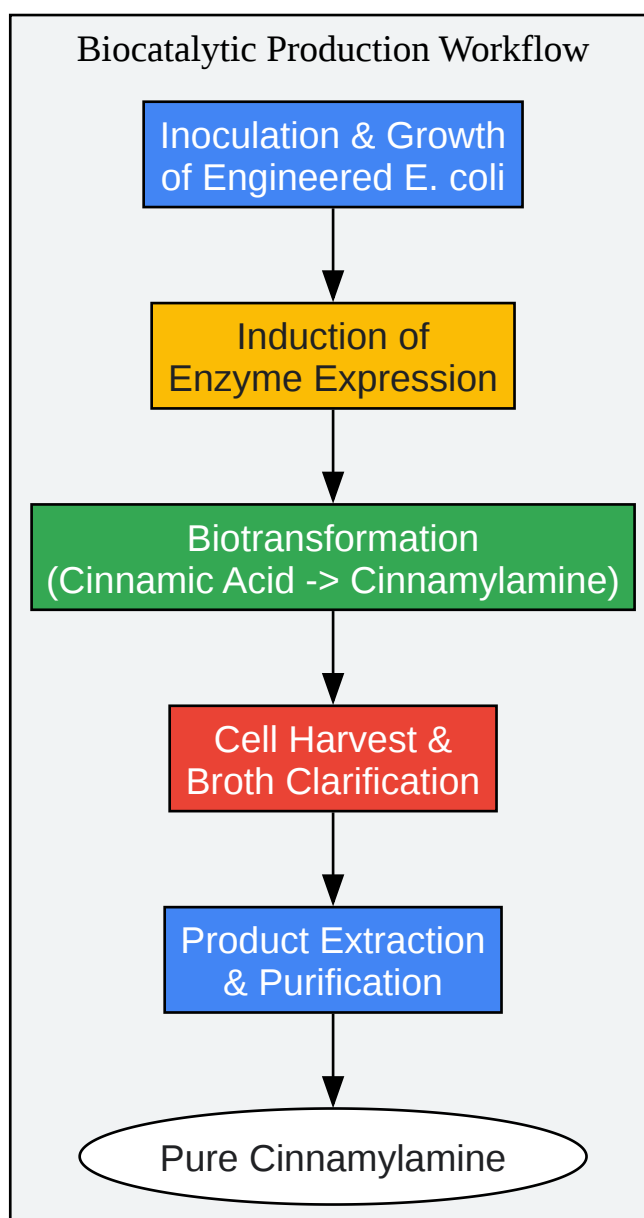 Biocatalytic Production Workflow
Inoculation & Growth
of Engineered E. coli
Induction of
Enzyme Expression
Biotransformation
(Cinnamic Acid -> Cinnamylamine)
Cell Harvest &
Broth Clarification
Product Extraction
& Purification
Pure Cinnamylamine